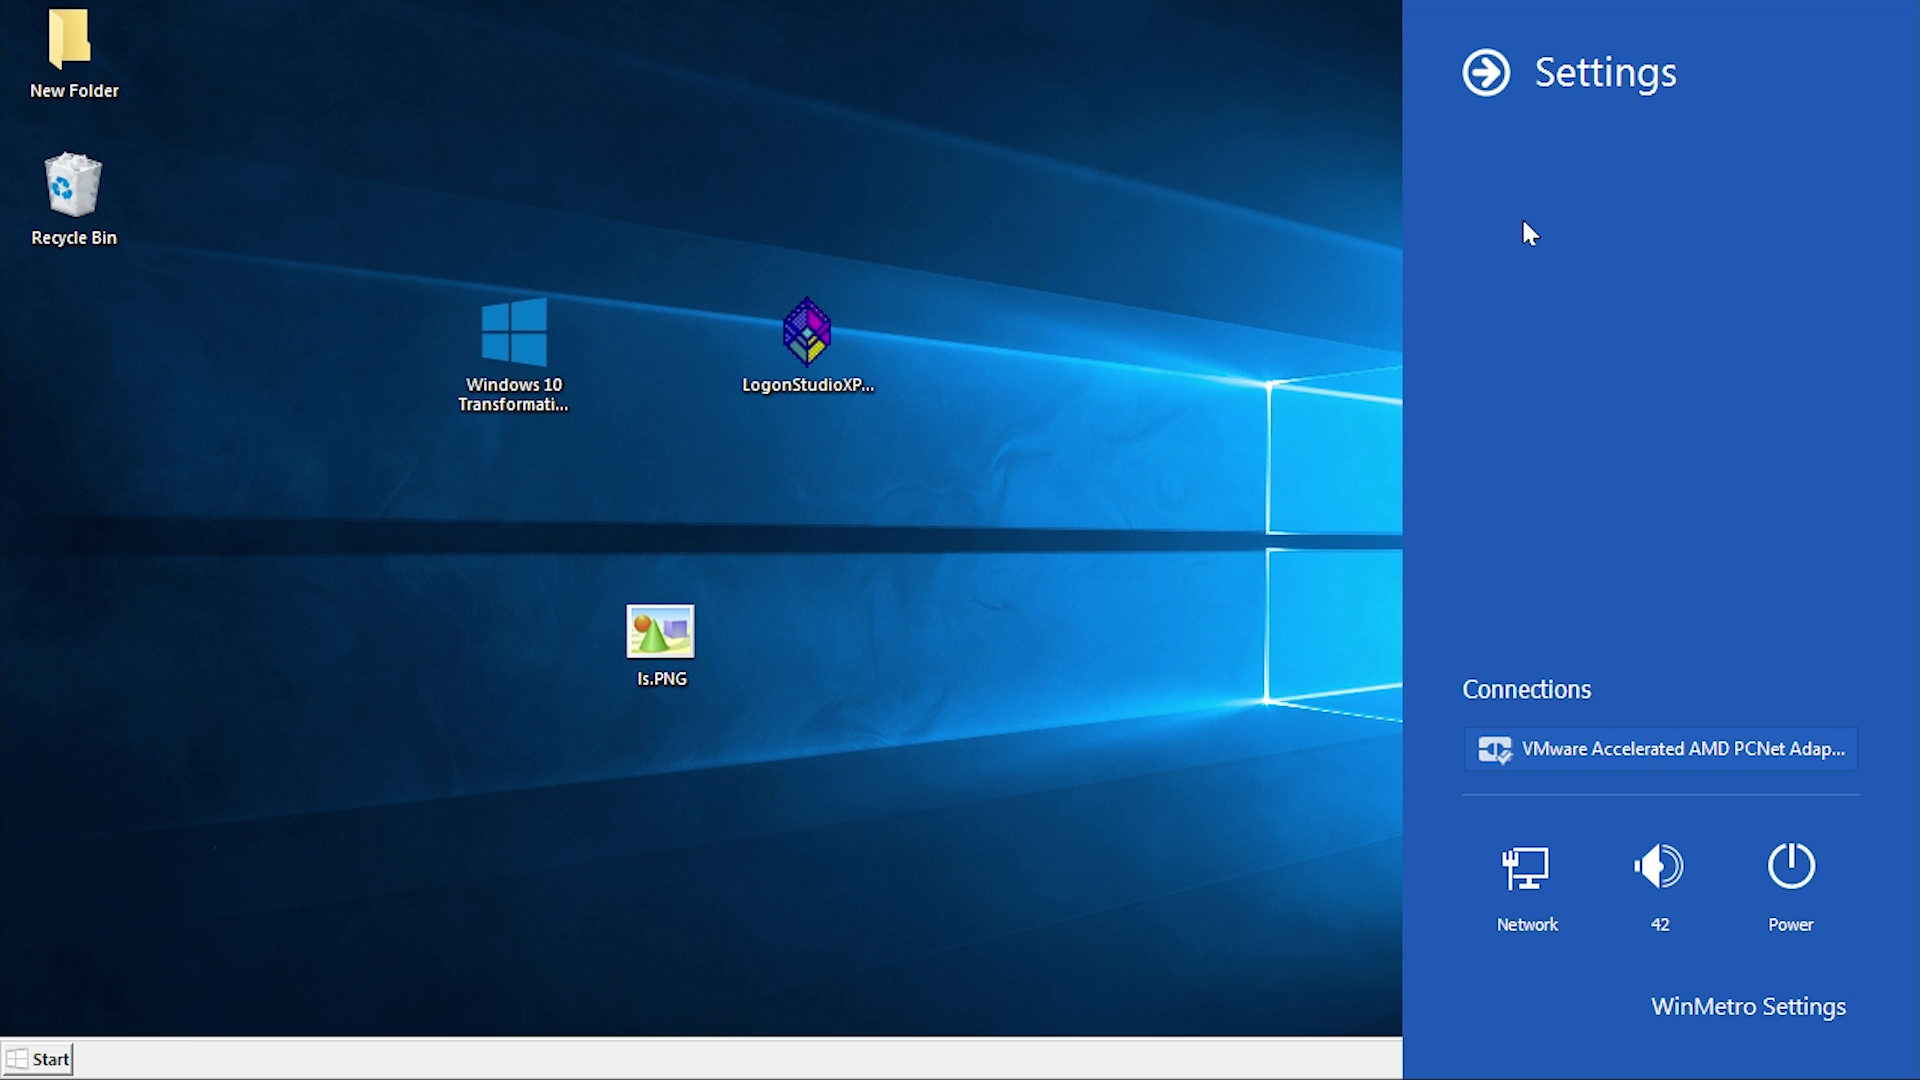 New Folder
Recycle Bin
Windows 10
Transformati...
LogonStudioXP...
ls.PNG
Start
Settings
Connections
VMware Accelerated AMD PCNet Adap...
Network
42
Power
WinMetro Settings